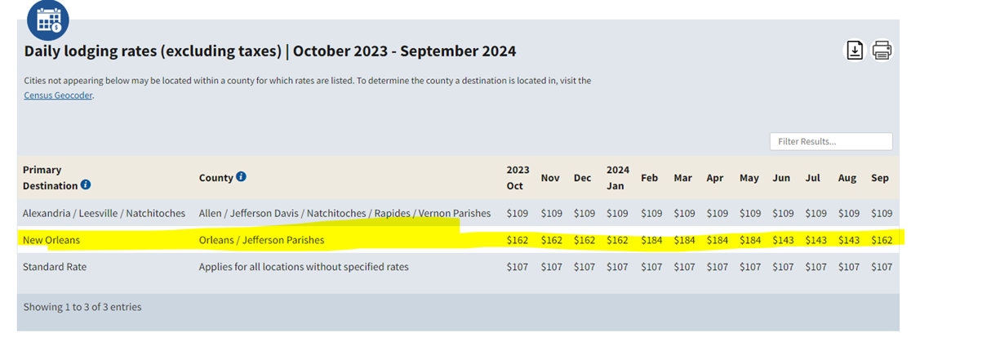 Daily lodging rates (excluding taxes) | October 2023 - September 2024
Cities not appearing below may be located within a county for which rates are listed. To determine the county a destination is located in, visit the
Census Geocoder.
Filter Results...
Primary Destination County 2023 Oct Nov Dec 2024 Jan Feb Mar Apr May Jun Jul Aug Sep
Alexandria / Leesville / Natchitoches Allen / Jefferson Davis / Natchitoches / Rapides / Vernon Parishes $109 $109 $109 $109 $109 $109 $109 $109 $109 $109 $109 $109
New Orleans Orleans / Jefferson Parishes $162 $162 $162 $162 $184 $184 $184 $184 $143 $143 $143 $162
Standard Rate Applies for all locations without specified rates $107 $107 $107 $107 $107 $107 $107 $107 $107 $107 $107 $107
Showing 1 to 3 of 3 entries